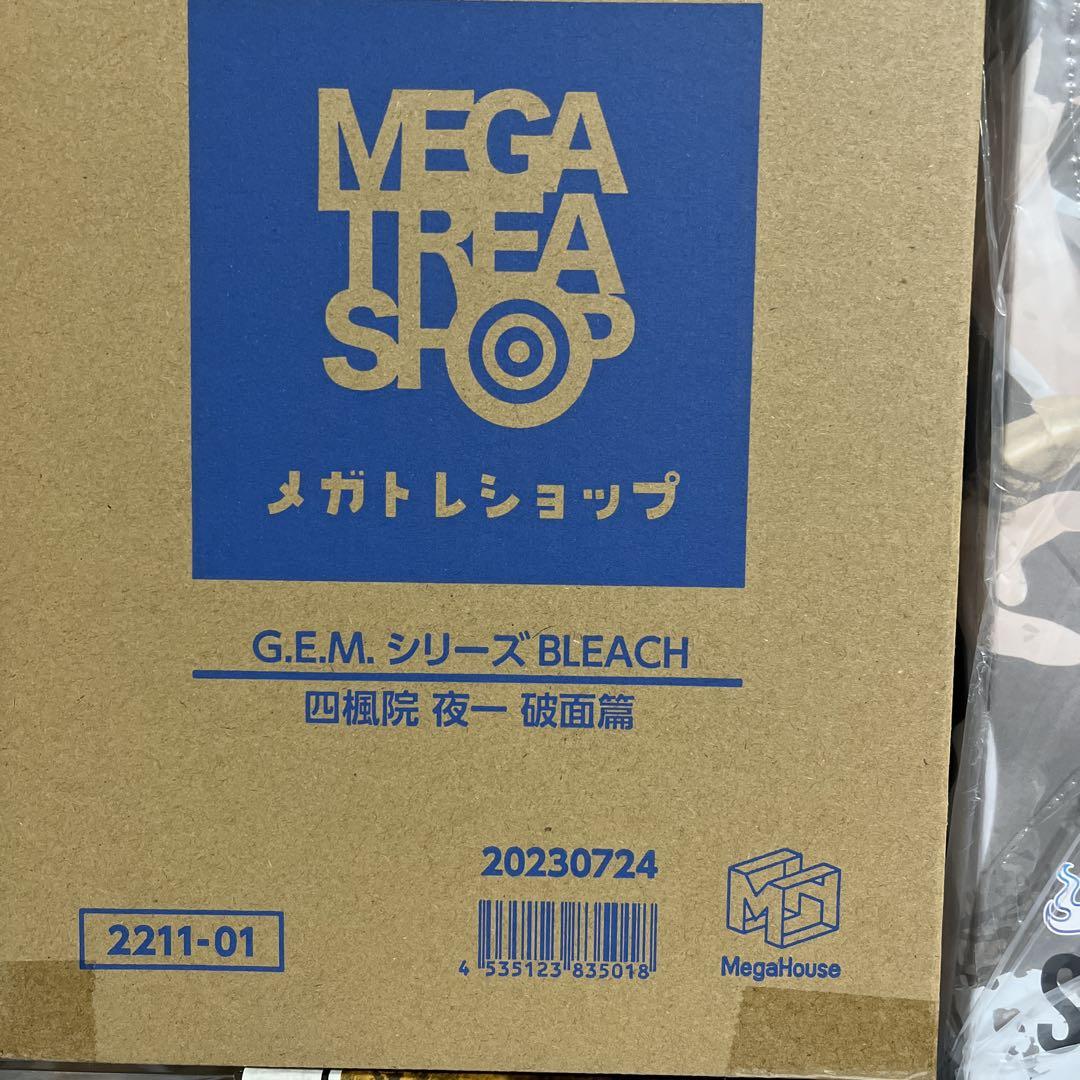 MEGA
TREA
SHOP
メガトレショップ
G.E.M. シリーズ BLEACH
四楓院 夜一 破面篇
20230724
2211-01
4 535123 835018
MegaHouse
S